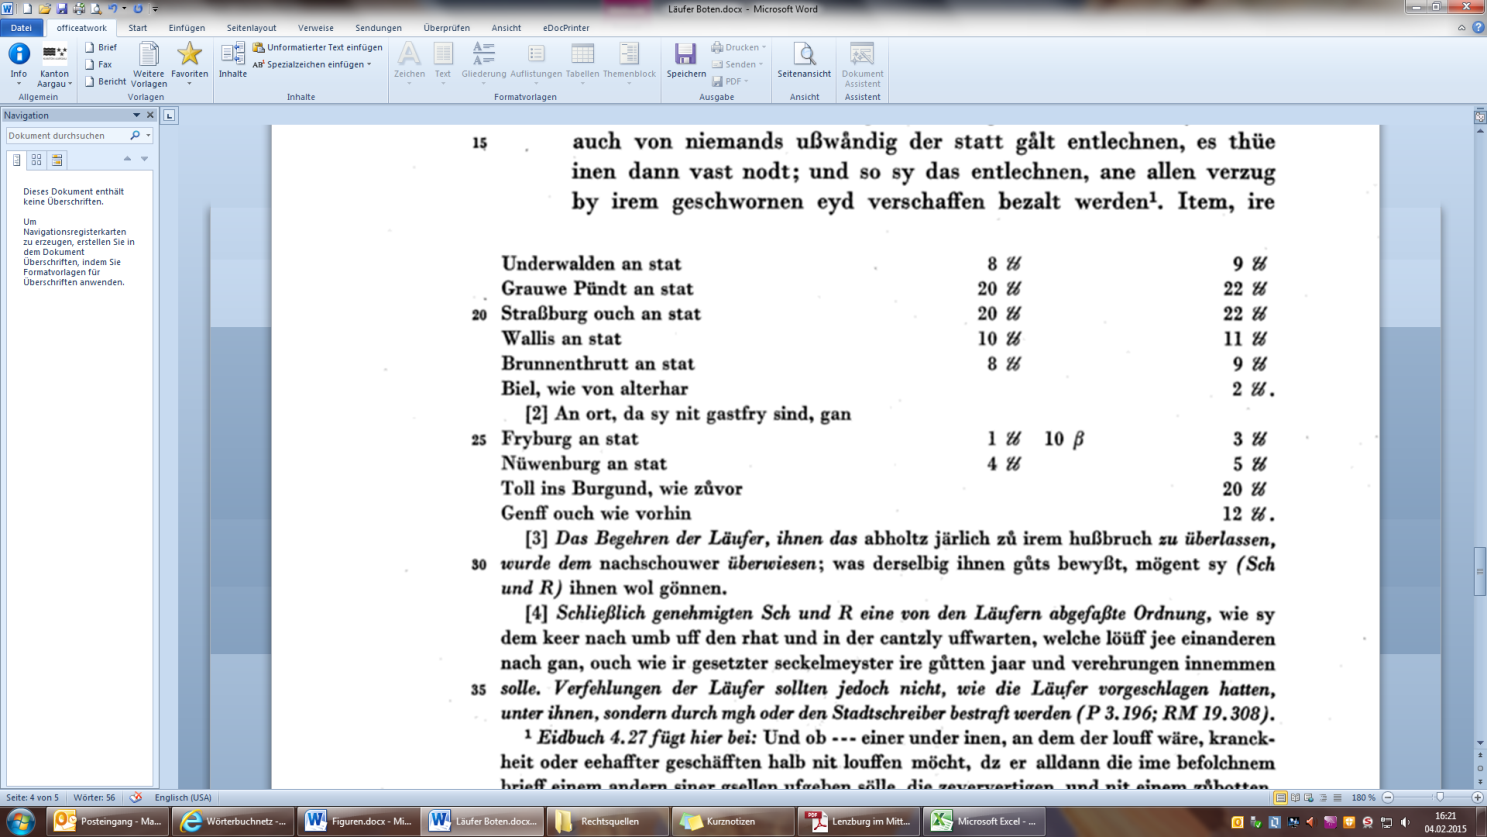 Läufer Boten.docx - Microsoft Word
Datei officeatwork Start Einfügen Seitenlayout Verweise Sendungen Überprüfen Ansicht eDocPrinter
Info
Kanton Aargau
Allgemein
Brief
Fax
Bericht
Weitere Vorlagen
Favoriten
Vorlagen
Inhalte
Unformatierter Text einfügen
Spezialzeichen einfügen
Inhalte
Zeichen Text Gliederung Auflistungen Tabellen Themenblock
Formatvorlagen
Speichern
Drucken
Senden
PDF
Ausgabe
Seitenansicht
Ansicht
Dokument Assistent
Assistent
Navigation
Dokument durchsuchen
Dieses Dokument enthält
keine Überschriften.
Um
Navigationsregisterkarten
zu erzeugen, erstellen Sie in
dem Dokument
Überschriften, indem Sie
Formatvorlagen für
Überschriften anwenden.
15 auch von niemands ußwåndig der statt gålt entlechnen, es thüe
inen dann vast nodt; und so sy das entlechnen, ane allen verzug
by irem geschwornen eyd verschaffen bezalt werden¹. Item, ire
Underwalden an stat 8 ℔ 9 ℔
Grauwe Pündt an stat 20 ℔ 22 ℔
20 Straßburg ouch an stat 20 ℔ 22 ℔
Wallis an stat 10 ℔ 11 ℔
Brunnenthrutt an stat 8 ℔ 9 ℔
Biel, wie von alterhar 2 ℔.
[2] An ort, da sy nit gastfry sind, gan
25 Fryburg an stat 1 ℔ 10 β 3 ℔
Nüwenburg an stat 4 ℔ 5 ℔
Toll ins Burgund, wie zůvor 20 ℔
Genff ouch wie vorhin 12 ℔.
[3] Das Begehren der Läufer, ihnen das abholtz järlich zů irem hußbruch zu überlassen,
30 wurde dem nachschouwer überwiesen; was derselbig ihnen gůts bewyßt, mögent sy (Sch
und R) ihnen wol gönnen.
[4] Schließlich genehmigten Sch und R eine von den Läufern abgefaßte Ordnung, wie sy
dem keer nach umb uff den rhat und in der cantzly uffwarten, welche löüff jee einanderen
nach gan, ouch wie ir gesetzter seckelmeyster ire gůtten jaar und verehrungen innemmen
35 solle. Verfehlungen der Läufer sollten jedoch nicht, wie die Läufer vorgeschlagen hatten,
unter ihnen, sondern durch mgh oder den Stadtschreiber bestraft werden (P 3.196; RM 19.308).
¹ Eidbuch 4.27 fügt hier bei: Und ob --- einer under inen, an dem der louff wäre, kranck-
heit oder eehaffter geschäfften halb nit louffen möcht, dz er alldann die ime befolchnem
brieff einem andern siner gsellen ufgeben sölle, die zeververtigen, und nit einem zůbotten
Seite: 4 von 5 Wörter: 56 Englisch (USA) 180 %
Posteingang - Ma... Wörterbuchnetz -... Figuren.docx - Mi... Läufer Boten.docx... Rechtsquellen Kurznotizen Lenzburg im Mitt... Microsoft Excel - ...
16:21
04.02.2015